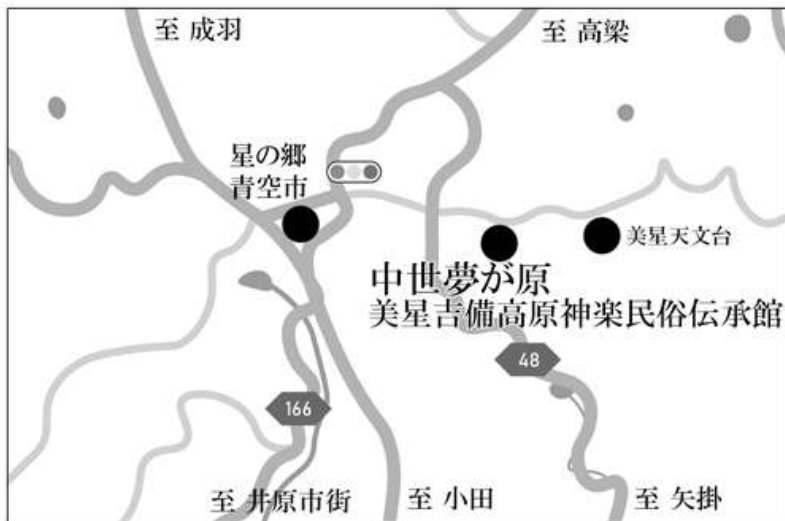 至 成羽
至 高梁
星の郷
青空市
美星天文台
中世夢が原
美星吉備高原神楽民俗伝承館
48
166
至 井原市街
至 小田
至 矢掛